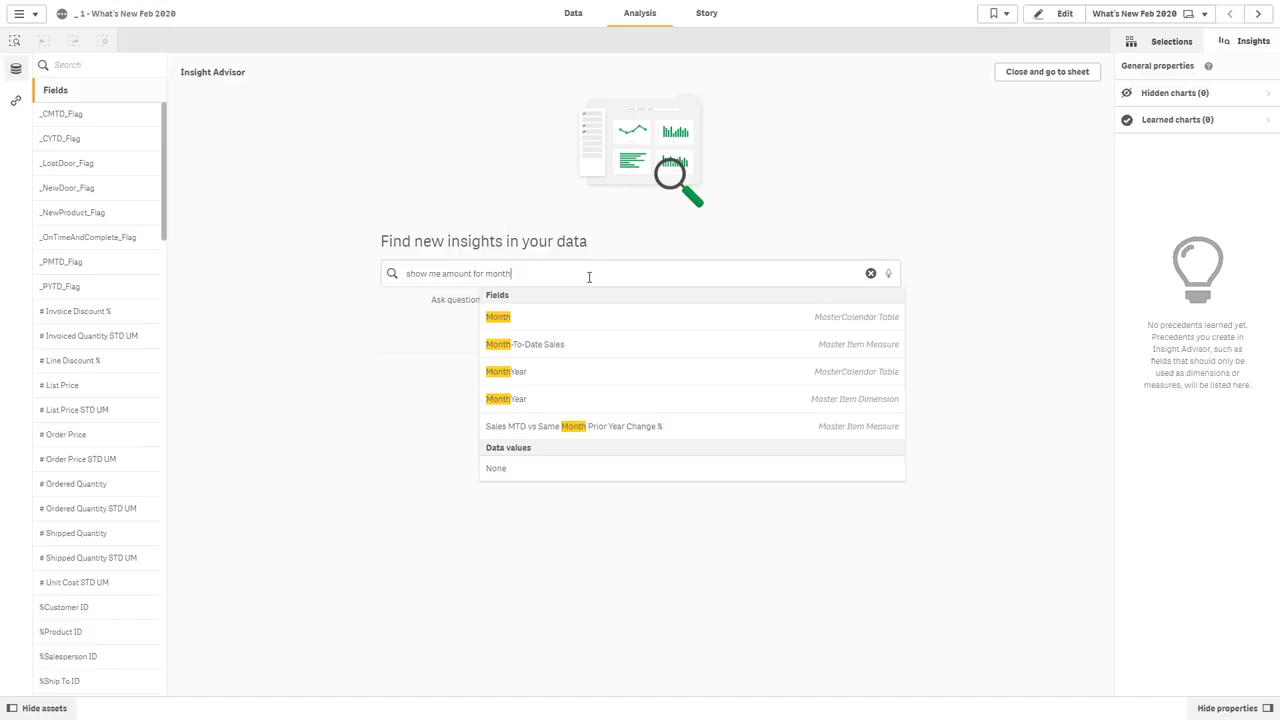 _ 1 - What's New Feb 2020
Data
Analysis
Story
Edit
What's New Feb 2020
Selections
Insights
Search
Fields
_CMTD_Flag
_CYTD_Flag
_LostDoor_Flag
_NewDoor_Flag
_NewProduct_Flag
_OnTimeAndComplete_Flag
_PMTD_Flag
_PYTD_Flag
# Invoice Discount %
# Invoiced Quantity STD UM
# Line Discount %
# List Price
# List Price STD UM
# Order Price
# Order Price STD UM
# Ordered Quantity
# Ordered Quantity STD UM
# Shipped Quantity
# Shipped Quantity STD UM
# Unit Cost STD UM
%Customer ID
%Product ID
%Salesperson ID
%Ship To ID
Hide assets
Insight Advisor
Close and go to sheet
Find new insights in your data
show me amount for month
Ask question
Fields
Month MasterCalendar Table
Month-To-Date Sales Master Item Measure
MonthYear MasterCalendar Table
MonthYear Master Item Dimension
Sales MTD vs Same Month Prior Year Change % Master Item Measure
Data values
None
General properties
Hidden charts (0)
Learned charts (0)
No precedents learned yet.
Precedents you create in
Insight Advisor, such as
fields that should only be
used as dimensions or
measures, will be listed here.
Hide properties